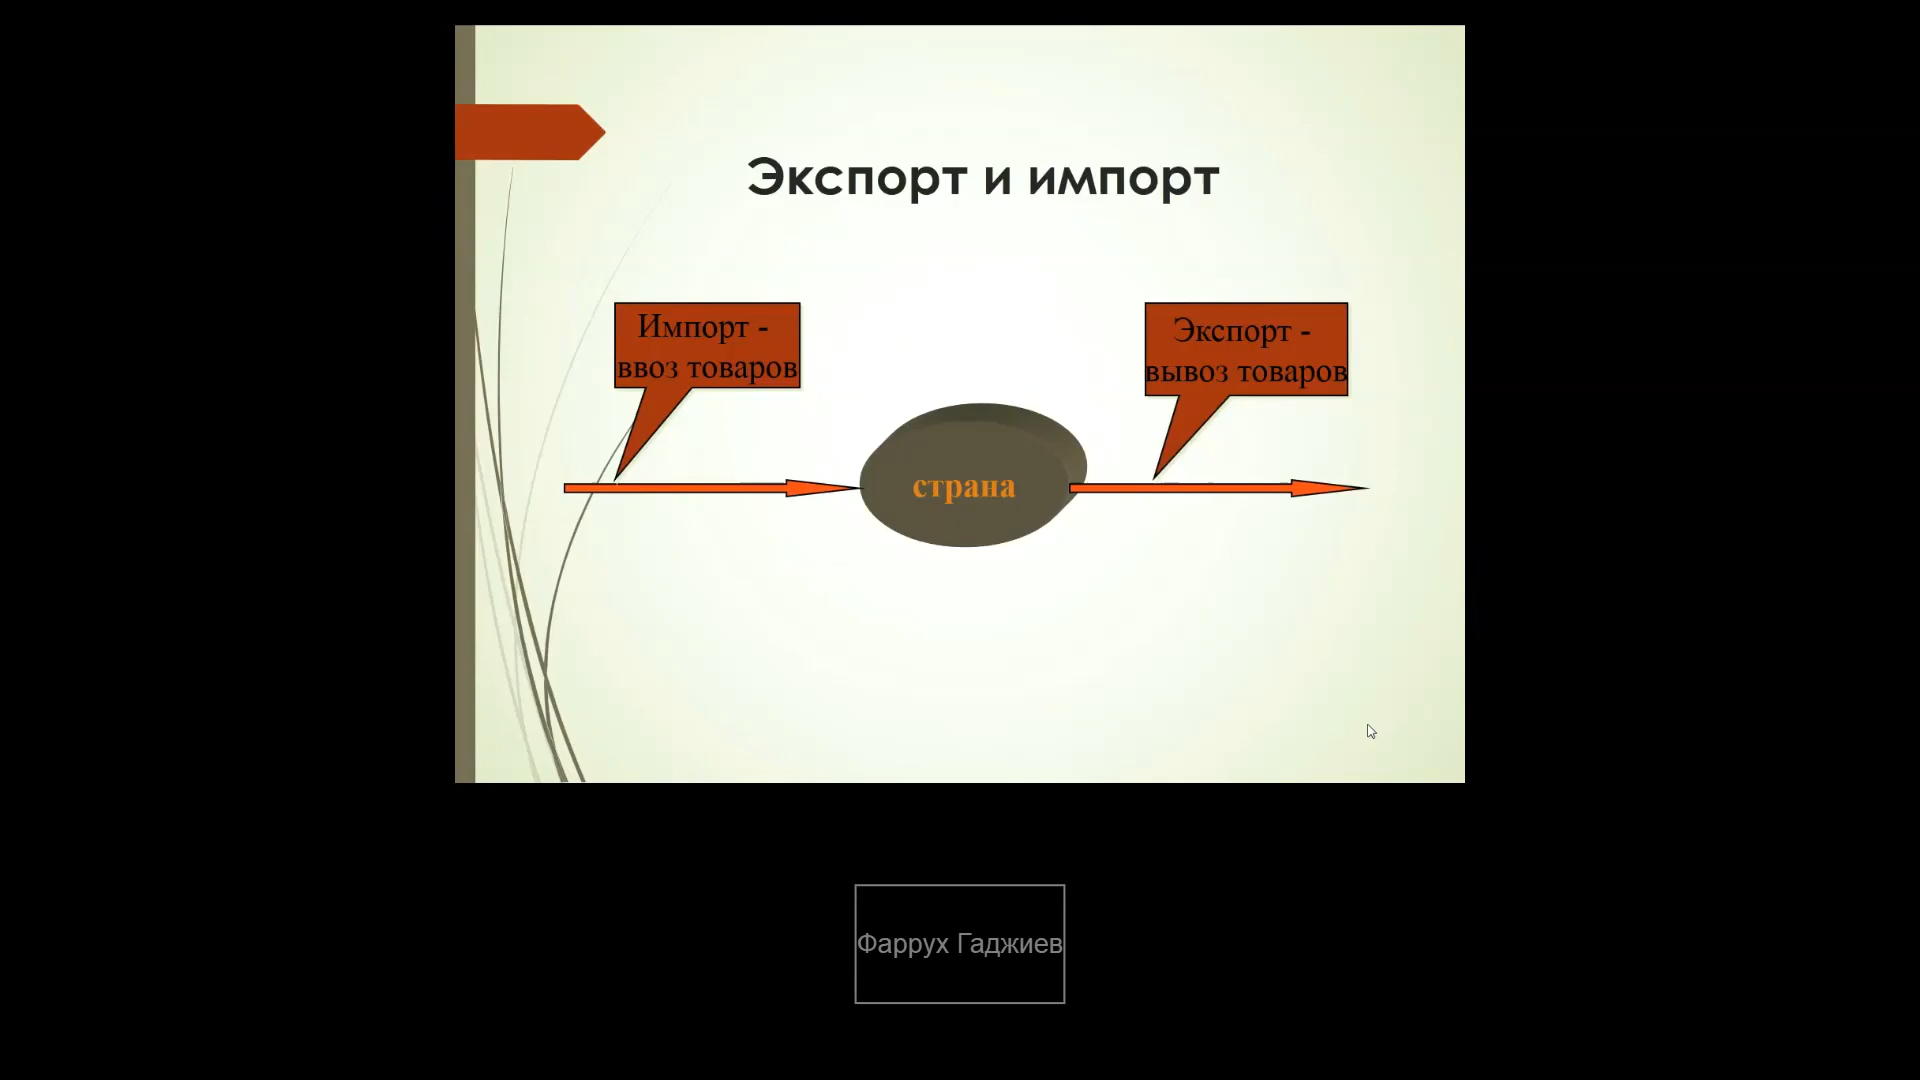 Экспорт и импорт
Импорт -
ввоз товаров
Экспорт -
вывоз товаров
страна
Фаррух Гаджиев